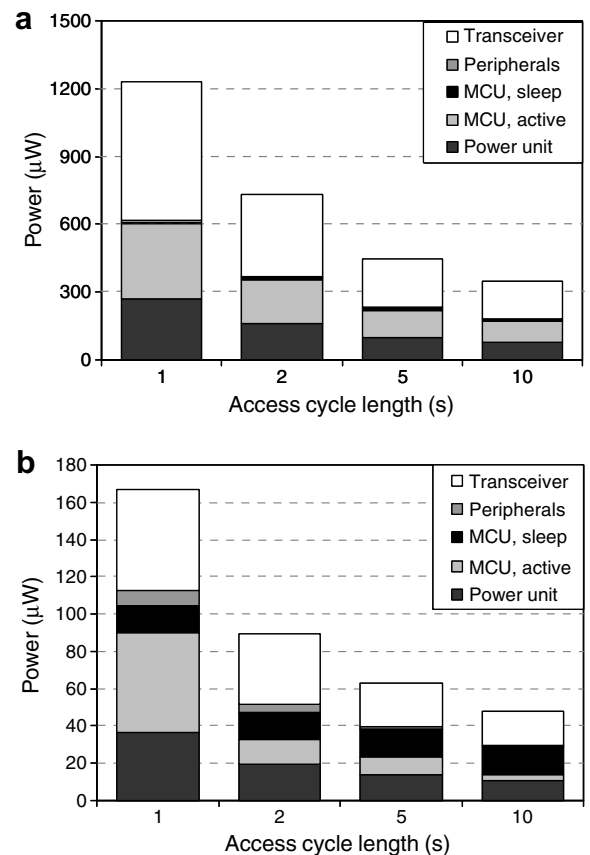 a
1500
1200
900
600
300
0
Power (μW)
Transceiver
Peripherals
MCU, sleep
MCU, active
Power unit
1 2 5 10
Access cycle length (s)
b
180
160
140
120
100
80
60
40
20
0
Power (μW)
Transceiver
Peripherals
MCU, sleep
MCU, active
Power unit
1 2 5 10
Access cycle length (s)